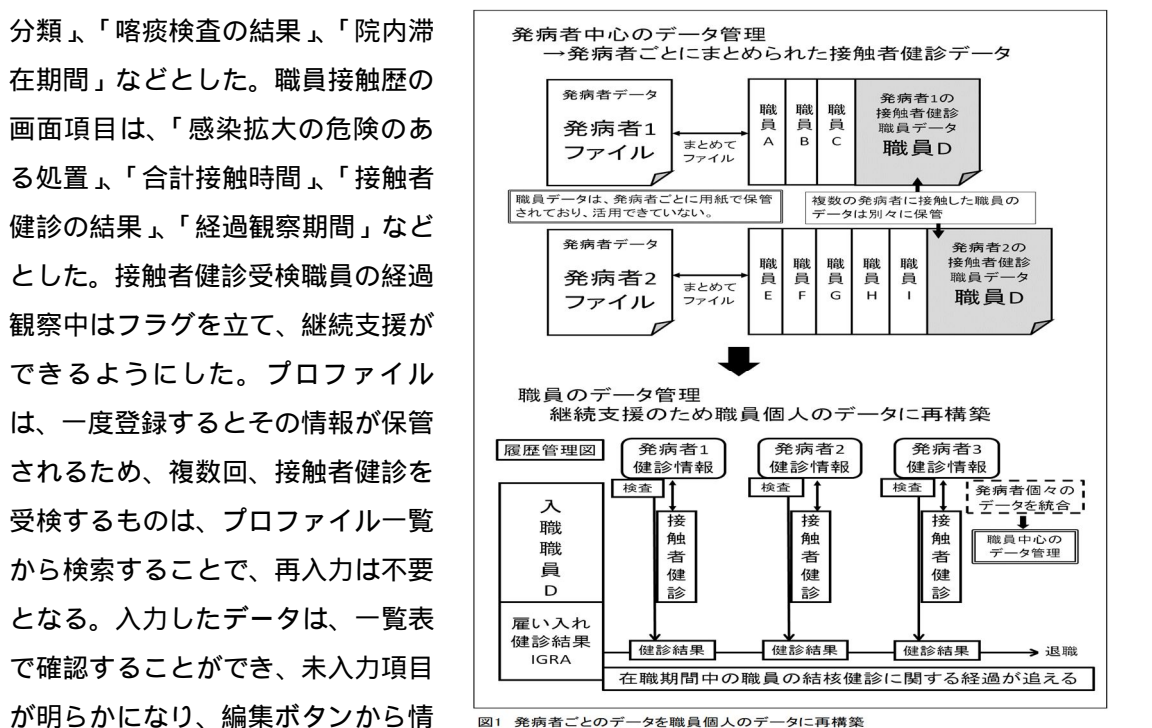 分類」、「喀痰検査の結果」、「院内滞
在期間」などとした。職員接触歴の
画面項目は、「感染拡大の危険のあ
る処置」、「合計接触時間」、「接触者
健診の結果」、「経過観察期間」など
とした。接触者健診受検職員の経過
観察中はフラグを立て、継続支援が
できるようにした。プロファイル
は、一度登録するとその情報が保管
されるため、複数回、接触者健診を
受検するものは、プロファイル一覧
から検索することで、再入力は不要
となる。入力したデータは、一覧表
で確認することができ、未入力項目
が明らかになり、編集ボタンから情
発病者中心のデータ管理
→発病者ごとにまとめられた接触者健診データ
発病者データ
発病者1
ファイル
まとめて
ファイル
職員A
職員B
職員C
発病者1の
接触者健診
職員データ
職員D
職員データは、発病者ごとに用紙で保管
されており、活用できていない。
複数の発病者に接触した職員の
データは別々に保管
発病者データ
発病者2
ファイル
まとめて
ファイル
職員E
職員F
職員G
職員H
職員I
発病者2の
接触者健診
職員データ
職員D
職員のデータ管理
継続支援のため職員個人のデータに再構築
履歴管理図
発病者1
健診情報
発病者2
健診情報
発病者3
健診情報
検査
検査
検査
発病者個々の
データを統合
職員中心の
データ管理
入職職員D
接触者健診
接触者健診
接触者健診
雇い入れ
健診結果
IGRA
健診結果
健診結果
健診結果
退職
在職期間中の職員の結核健診に関する経過が追える
図1 発病者ごとのデータを職員個人のデータに再構築